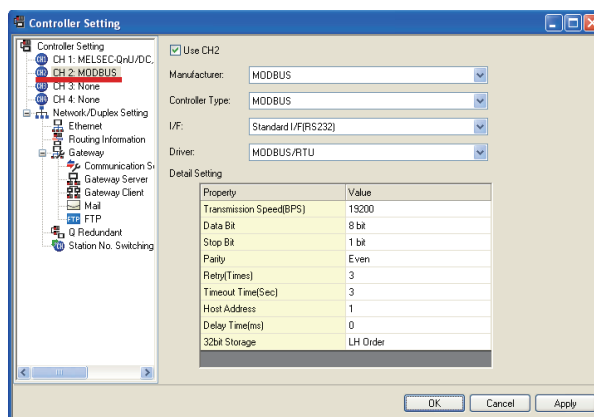 Controller Setting
Controller Setting
CH 1: MELSEC-QnU/DC,
CH 2: MODBUS
CH 3: None
CH 4: None
Network/Duplex Setting
Ethernet
Routing Information
Gateway
Communication Se
Gateway Server
Gateway Client
Mail
FTP FTP
Q Redundant
Station No. Switching
Use CH2
Manufacturer: MODBUS
Controller Type: MODBUS
I/F: Standard I/F(RS232)
Driver: MODBUS/RTU
Detail Setting
Property Value
Transmission Speed(BPS) 19200
Data Bit 8 bit
Stop Bit 1 bit
Parity Even
Retry(Times) 3
Timeout Time(Sec) 3
Host Address 1
Delay Time(ms) 0
32bit Storage LH Order
OK Cancel Apply